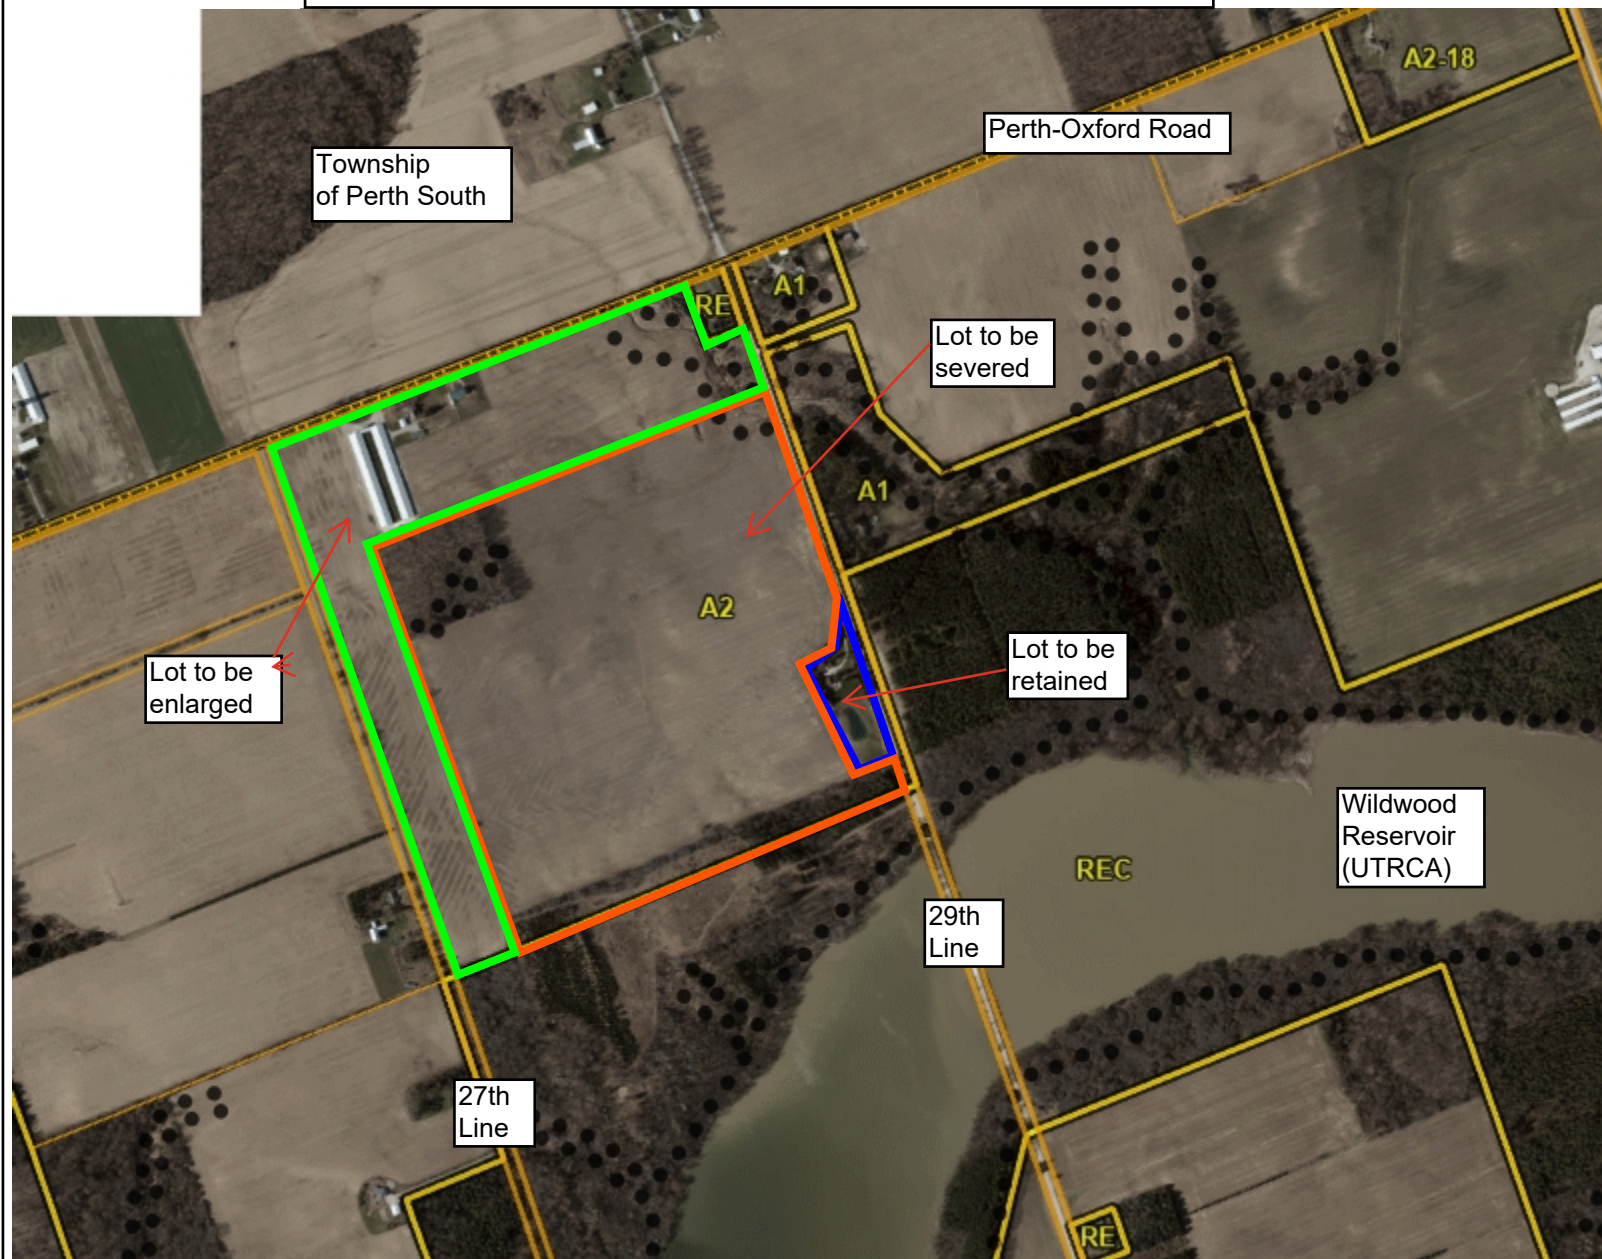 A2-18
Perth-Oxford Road
Township
of Perth South
A1
RE
Lot to be
severed
A1
A2
Lot to be
retained
Lot to be
enlarged
Wildwood
Reservoir
(UTRCA)
REC
29th
Line
27th
Line
RE